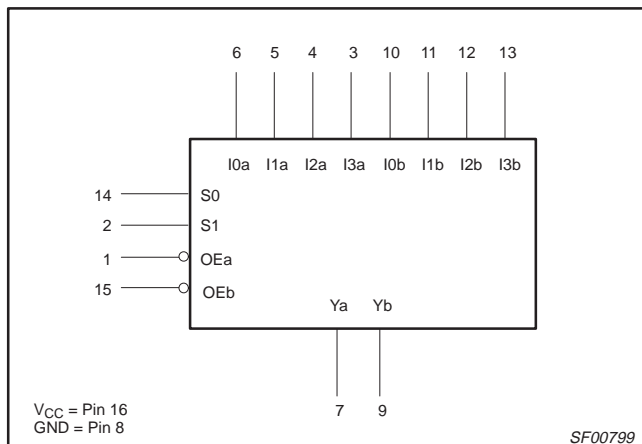 6 5 4 3 10 11 12 13
I0a I1a I2a I3a I0b I1b I2b I3b
14 S0
2 S1
1 OEa
15 OEb
Ya Yb
7 9
VCC = Pin 16
GND = Pin 8
SF00799